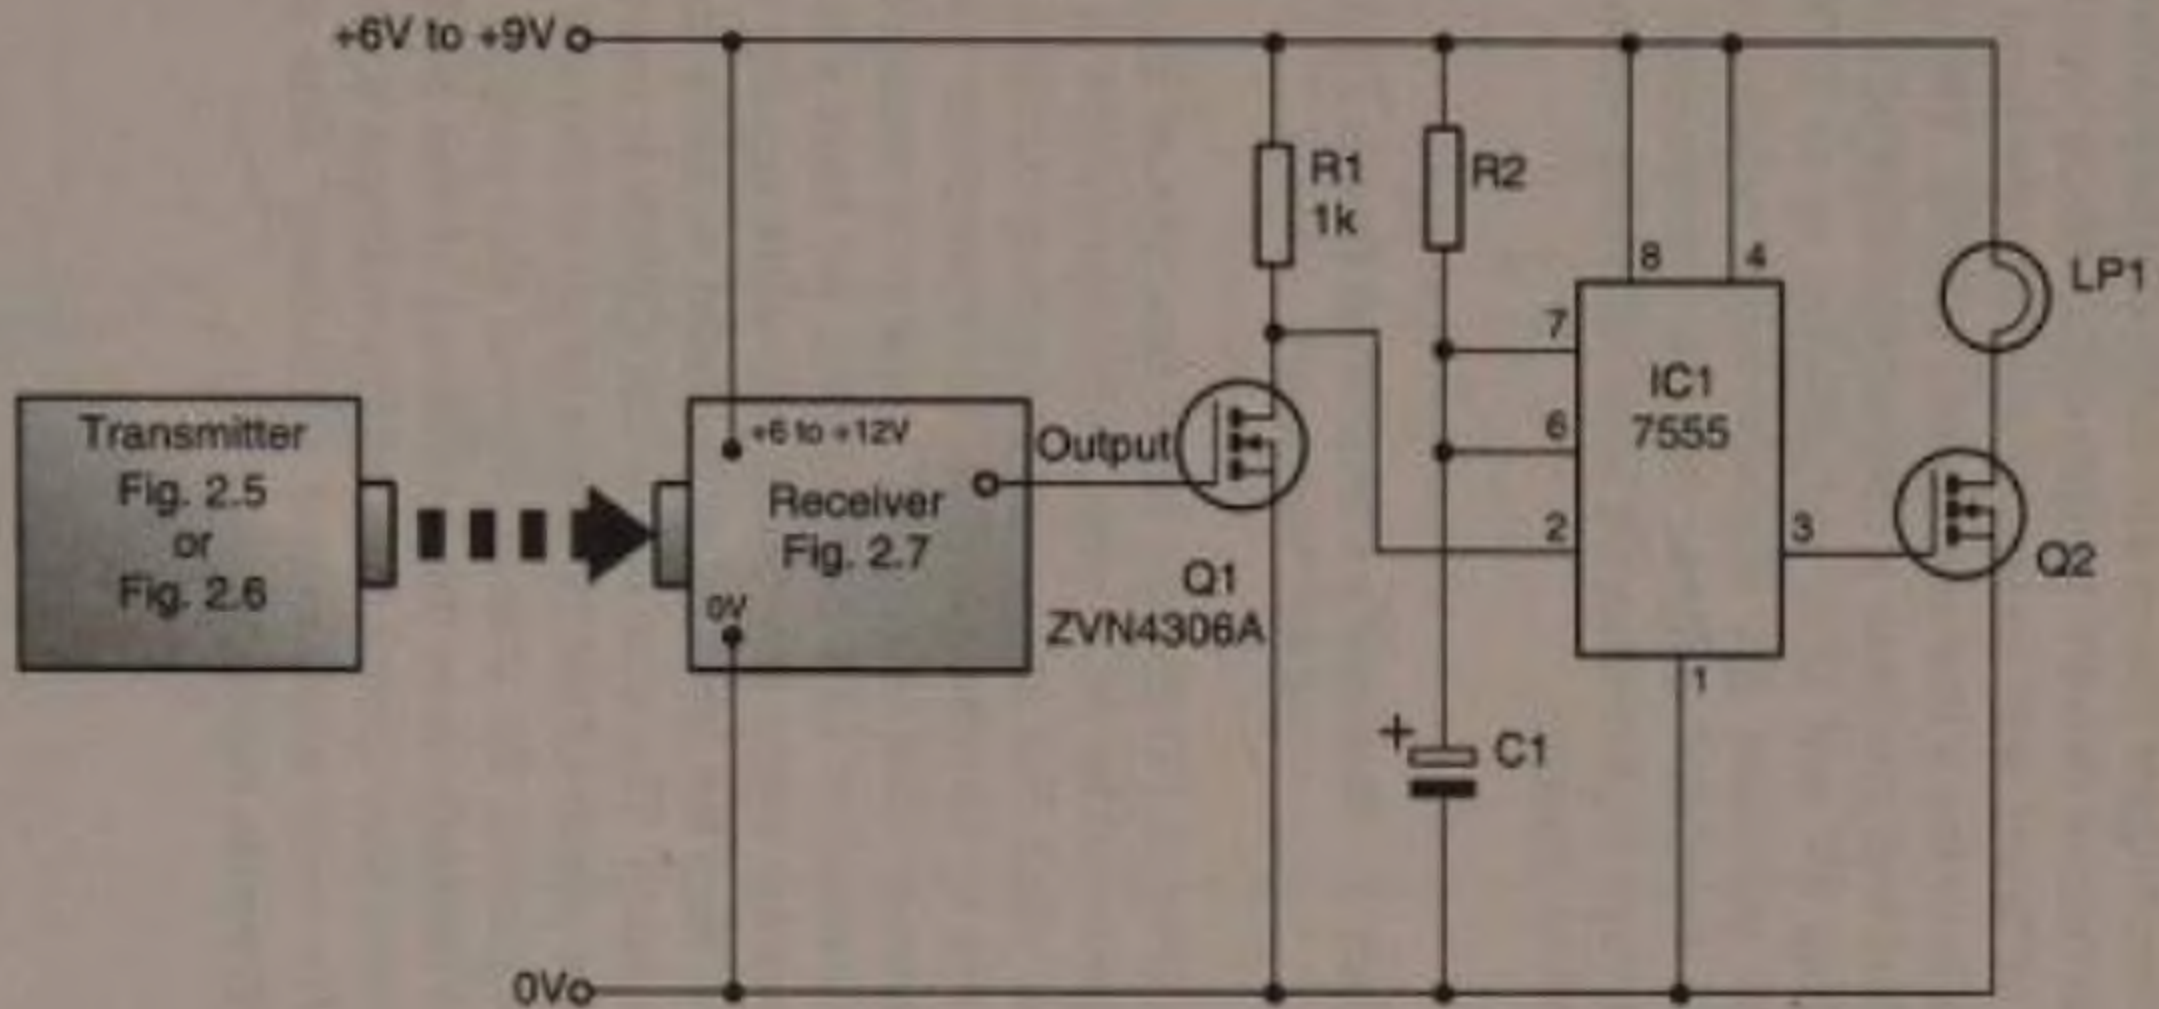 +6V to +9V
R1
1k
R2
8
4
LP1
7
IC1
7555
6
2
3
Q2
1
Transmitter
Fig. 2.5
or
Fig. 2.6
+6 to +12V
Receiver
Fig. 2.7
0V
Output
Q1
ZVN4306A
+
C1
0V